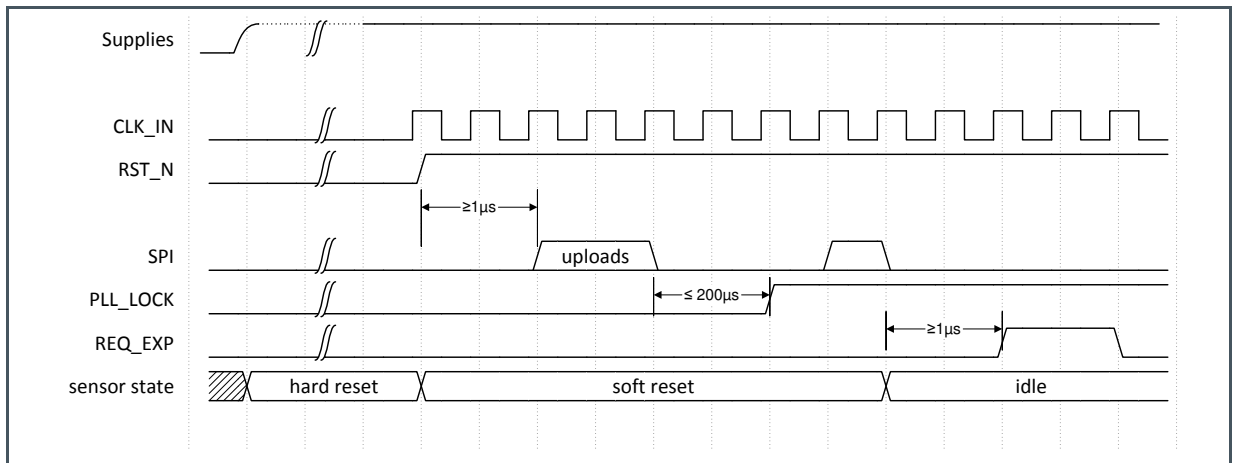 Supplies
CLK_IN
RST_N
≥1µs
SPI
uploads
PLL_LOCK
≤ 200µs
REQ_EXP
≥1µs
sensor state
hard reset
soft reset
idle